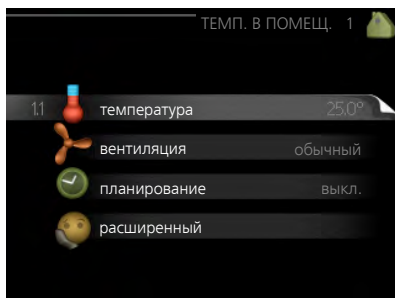 ТЕМП. В ПОМЕЩ. 1
1.1 температура 25.0°
вентиляция обычный
планирование выкл.
расширенный